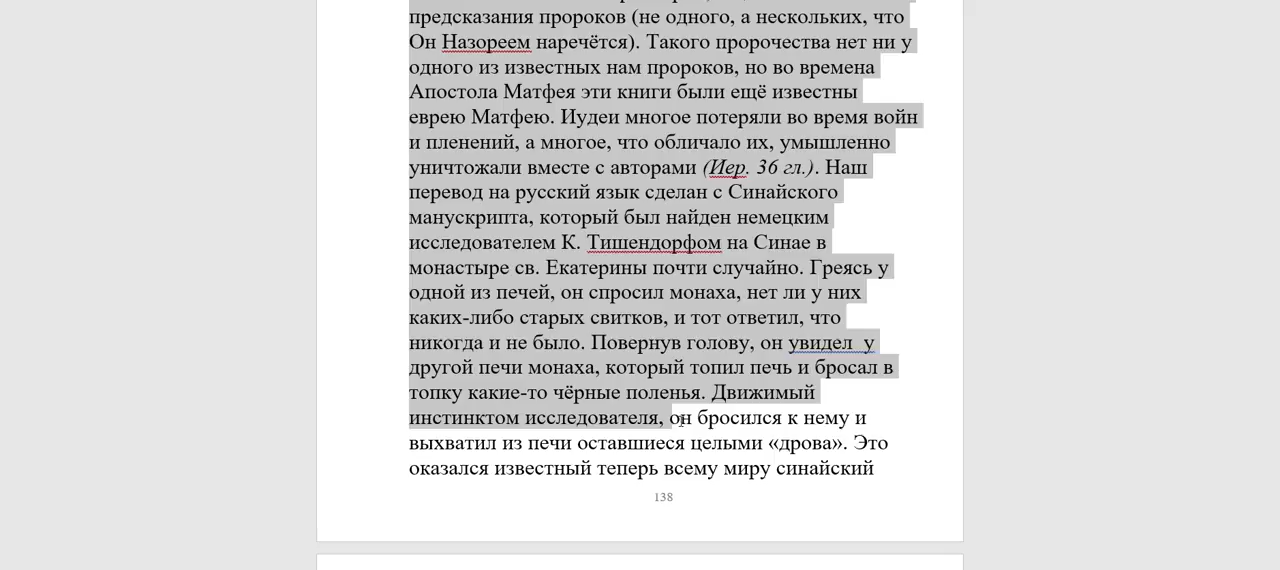 предсказания пророков (не одного, а нескольких, что
Он Назореем наречётся). Такого пророчества нет ни у
одного из известных нам пророков, но во времена
Апостола Матфея эти книги были ещё известны
еврею Матфею. Иудеи многое потеряли во время войн
и пленений, а многое, что обличало их, умышленно
уничтожали вместе с авторами (Иер. 36 гл.). Наш
перевод на русский язык сделан с Синайского
манускрипта, который был найден немецким
исследователем К. Тишендорфом на Синае в
монастыре св. Екатерины почти случайно. Греясь у
одной из печей, он спросил монаха, нет ли у них
каких-либо старых свитков, и тот ответил, что
никогда и не было. Повернув голову, он увидел  у
другой печи монаха, который топил печь и бросал в
топку какие-то чёрные поленья. Движимый
инстинктом исследователя, он бросился к нему и
выхватил из печи оставшиеся целыми «дрова». Это
оказался известный теперь всему миру синайский
138